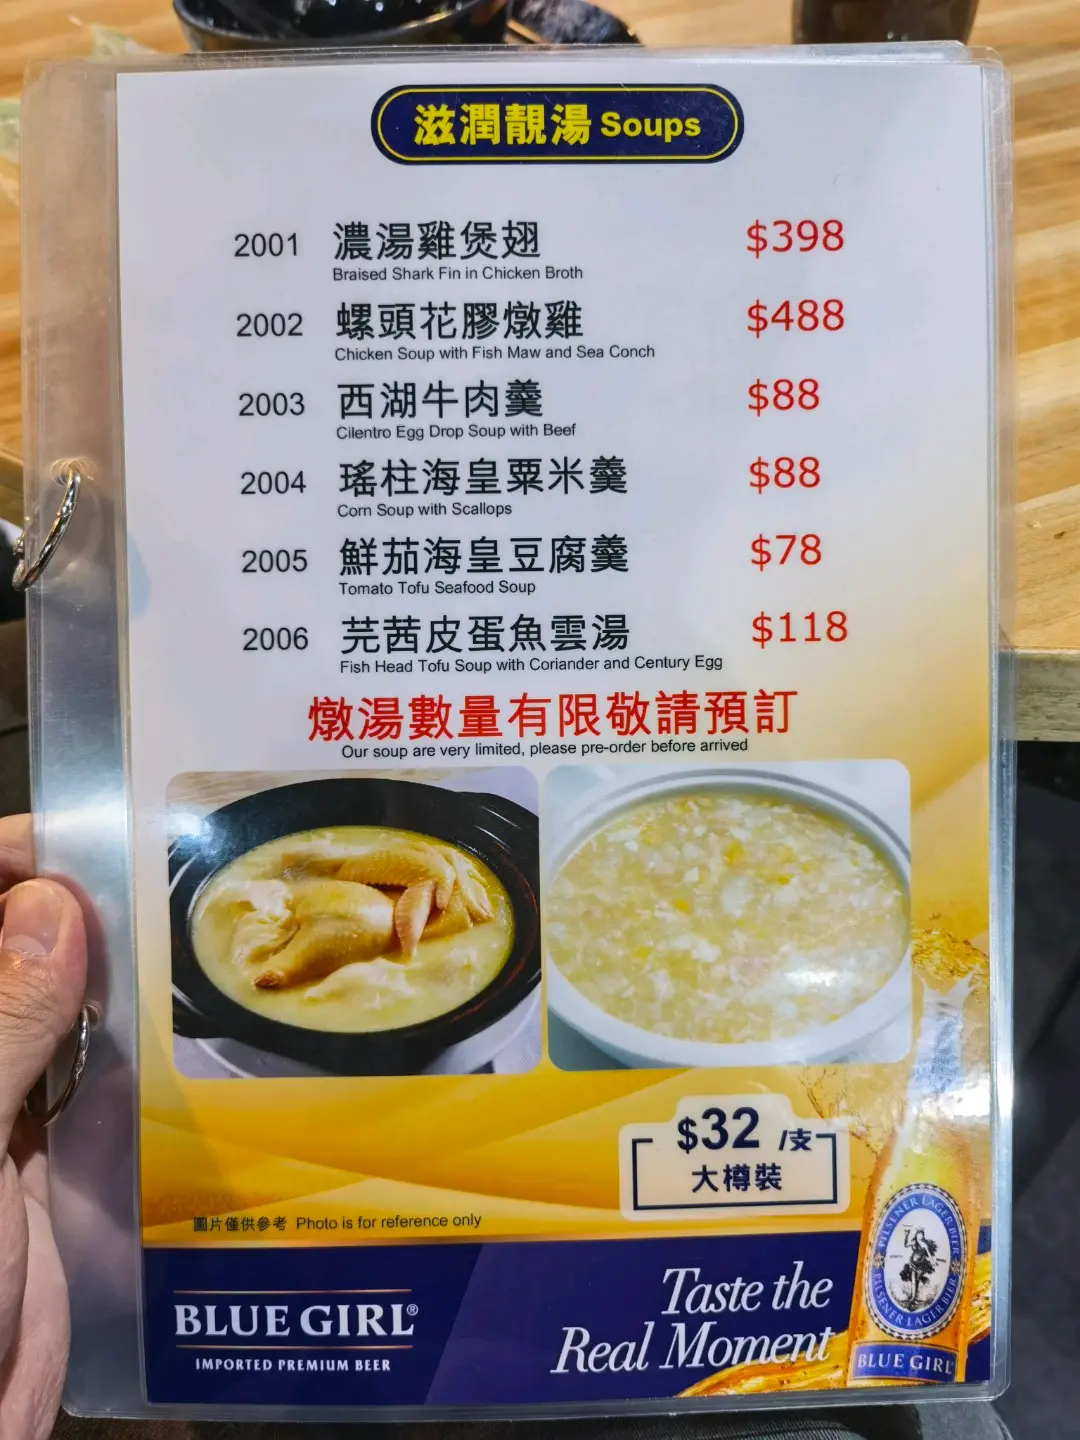 滋潤靚湯 Soups
2001 濃湯雞煲翅 $398
Braised Shark Fin in Chicken Broth
2002 螺頭花膠燉雞 $488
Chicken Soup with Fish Maw and Sea Conch
2003 西湖牛肉羹 $88
Cilentro Egg Drop Soup with Beef
2004 瑤柱海皇粟米羹 $88
Corn Soup with Scallops
2005 鮮茄海皇豆腐羹 $78
Tomato Tofu Seafood Soup
2006 芫茜皮蛋魚雲湯 $118
Fish Head Tofu Soup with Coriander and Century Egg
燉湯數量有限敬請預訂
Our soup are very limited, please pre-order before arrived
$32 /支
大樽裝
圖片僅供參考 Photo is for reference only
BLUE GIRL®
IMPORTED PREMIUM BEER
Taste the
Real Moment
PILSENER LAGER BIER
PILSENER LAGER BIER
BLUE GIRL